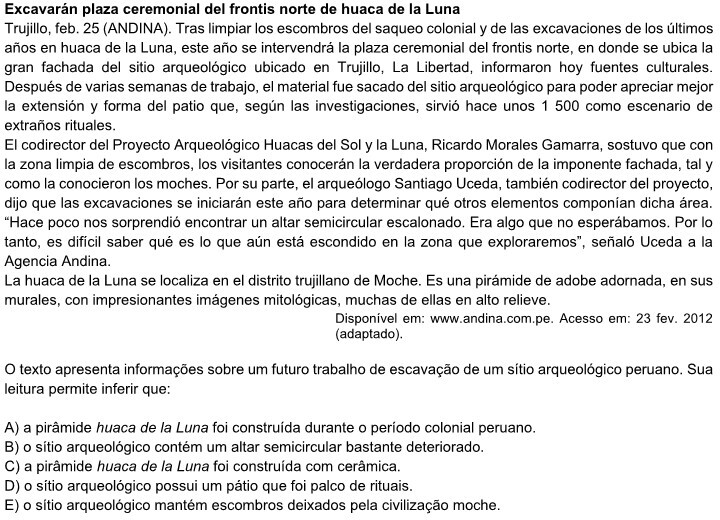 Excavarán plaza ceremonial del frontis norte de huaca de la Luna
Trujillo, feb. 25 (ANDINA). Tras limpiar los escombros del saqueo colonial y de las excavaciones de los últimos
años en huaca de la Luna, este año se intervendrá la plaza ceremonial del frontis norte, en donde se ubica la
gran fachada del sitio arqueológico ubicado en Trujillo, La Libertad, informaron hoy fuentes culturales.
Después de varias semanas de trabajo, el material fue sacado del sitio arqueológico para poder apreciar mejor
la extensión y forma del patio que, según las investigaciones, sirvió hace unos 1 500 como escenario de
extraños rituales.
El codirector del Proyecto Arqueológico Huacas del Sol y la Luna, Ricardo Morales Gamarra, sostuvo que con
la zona limpia de escombros, los visitantes conocerán la verdadera proporción de la imponente fachada, tal y
como la conocieron los moches. Por su parte, el arqueólogo Santiago Uceda, también codirector del proyecto,
dijo que las excavaciones se iniciarán este año para determinar qué otros elementos componían dicha área.
“Hace poco nos sorprendió encontrar un altar semicircular escalonado. Era algo que no esperábamos. Por lo
tanto, es difícil saber qué es lo que aún está escondido en la zona que exploraremos”, señaló Uceda a la
Agencia Andina.
La huaca de la Luna se localiza en el distrito trujillano de Moche. Es una pirámide de adobe adornada, en sus
murales, con impresionantes imágenes mitológicas, muchas de ellas en alto relieve.
Disponível em: www.andina.com.pe. Acesso em: 23 fev. 2012
(adaptado).
O texto apresenta informações sobre um futuro trabalho de escavação de um sítio arqueológico peruano. Sua
leitura permite inferir que:
A) a pirâmide huaca de la Luna foi construída durante o período colonial peruano.
B) o sítio arqueológico contém um altar semicircular bastante deteriorado.
C) a pirâmide huaca de la Luna foi construída com cerâmica.
D) o sítio arqueológico possui um pátio que foi palco de rituais.
E) o sítio arqueológico mantém escombros deixados pela civilização moche.